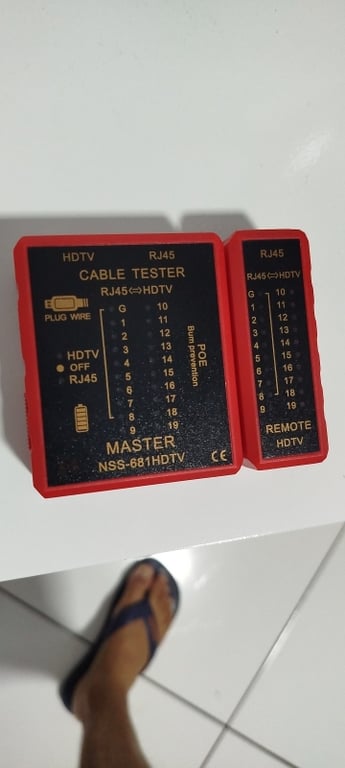 HDTV RJ45
CABLE TESTER
RJ45⇔HDTV
PLUG WIRE
G 10
1 11
2 12
3 13
4 14
5 15
6 16
7 17
8 18
9 19
HDTV
OFF
RJ45
POE
Burn prevention
MASTER
NSS-681HDTV
CE
RJ45
RJ45⇔HDTV
G 10
1 11
2 12
3 13
4 14
5 15
6 16
7 17
8 18
9 19
REMOTE
HDTV